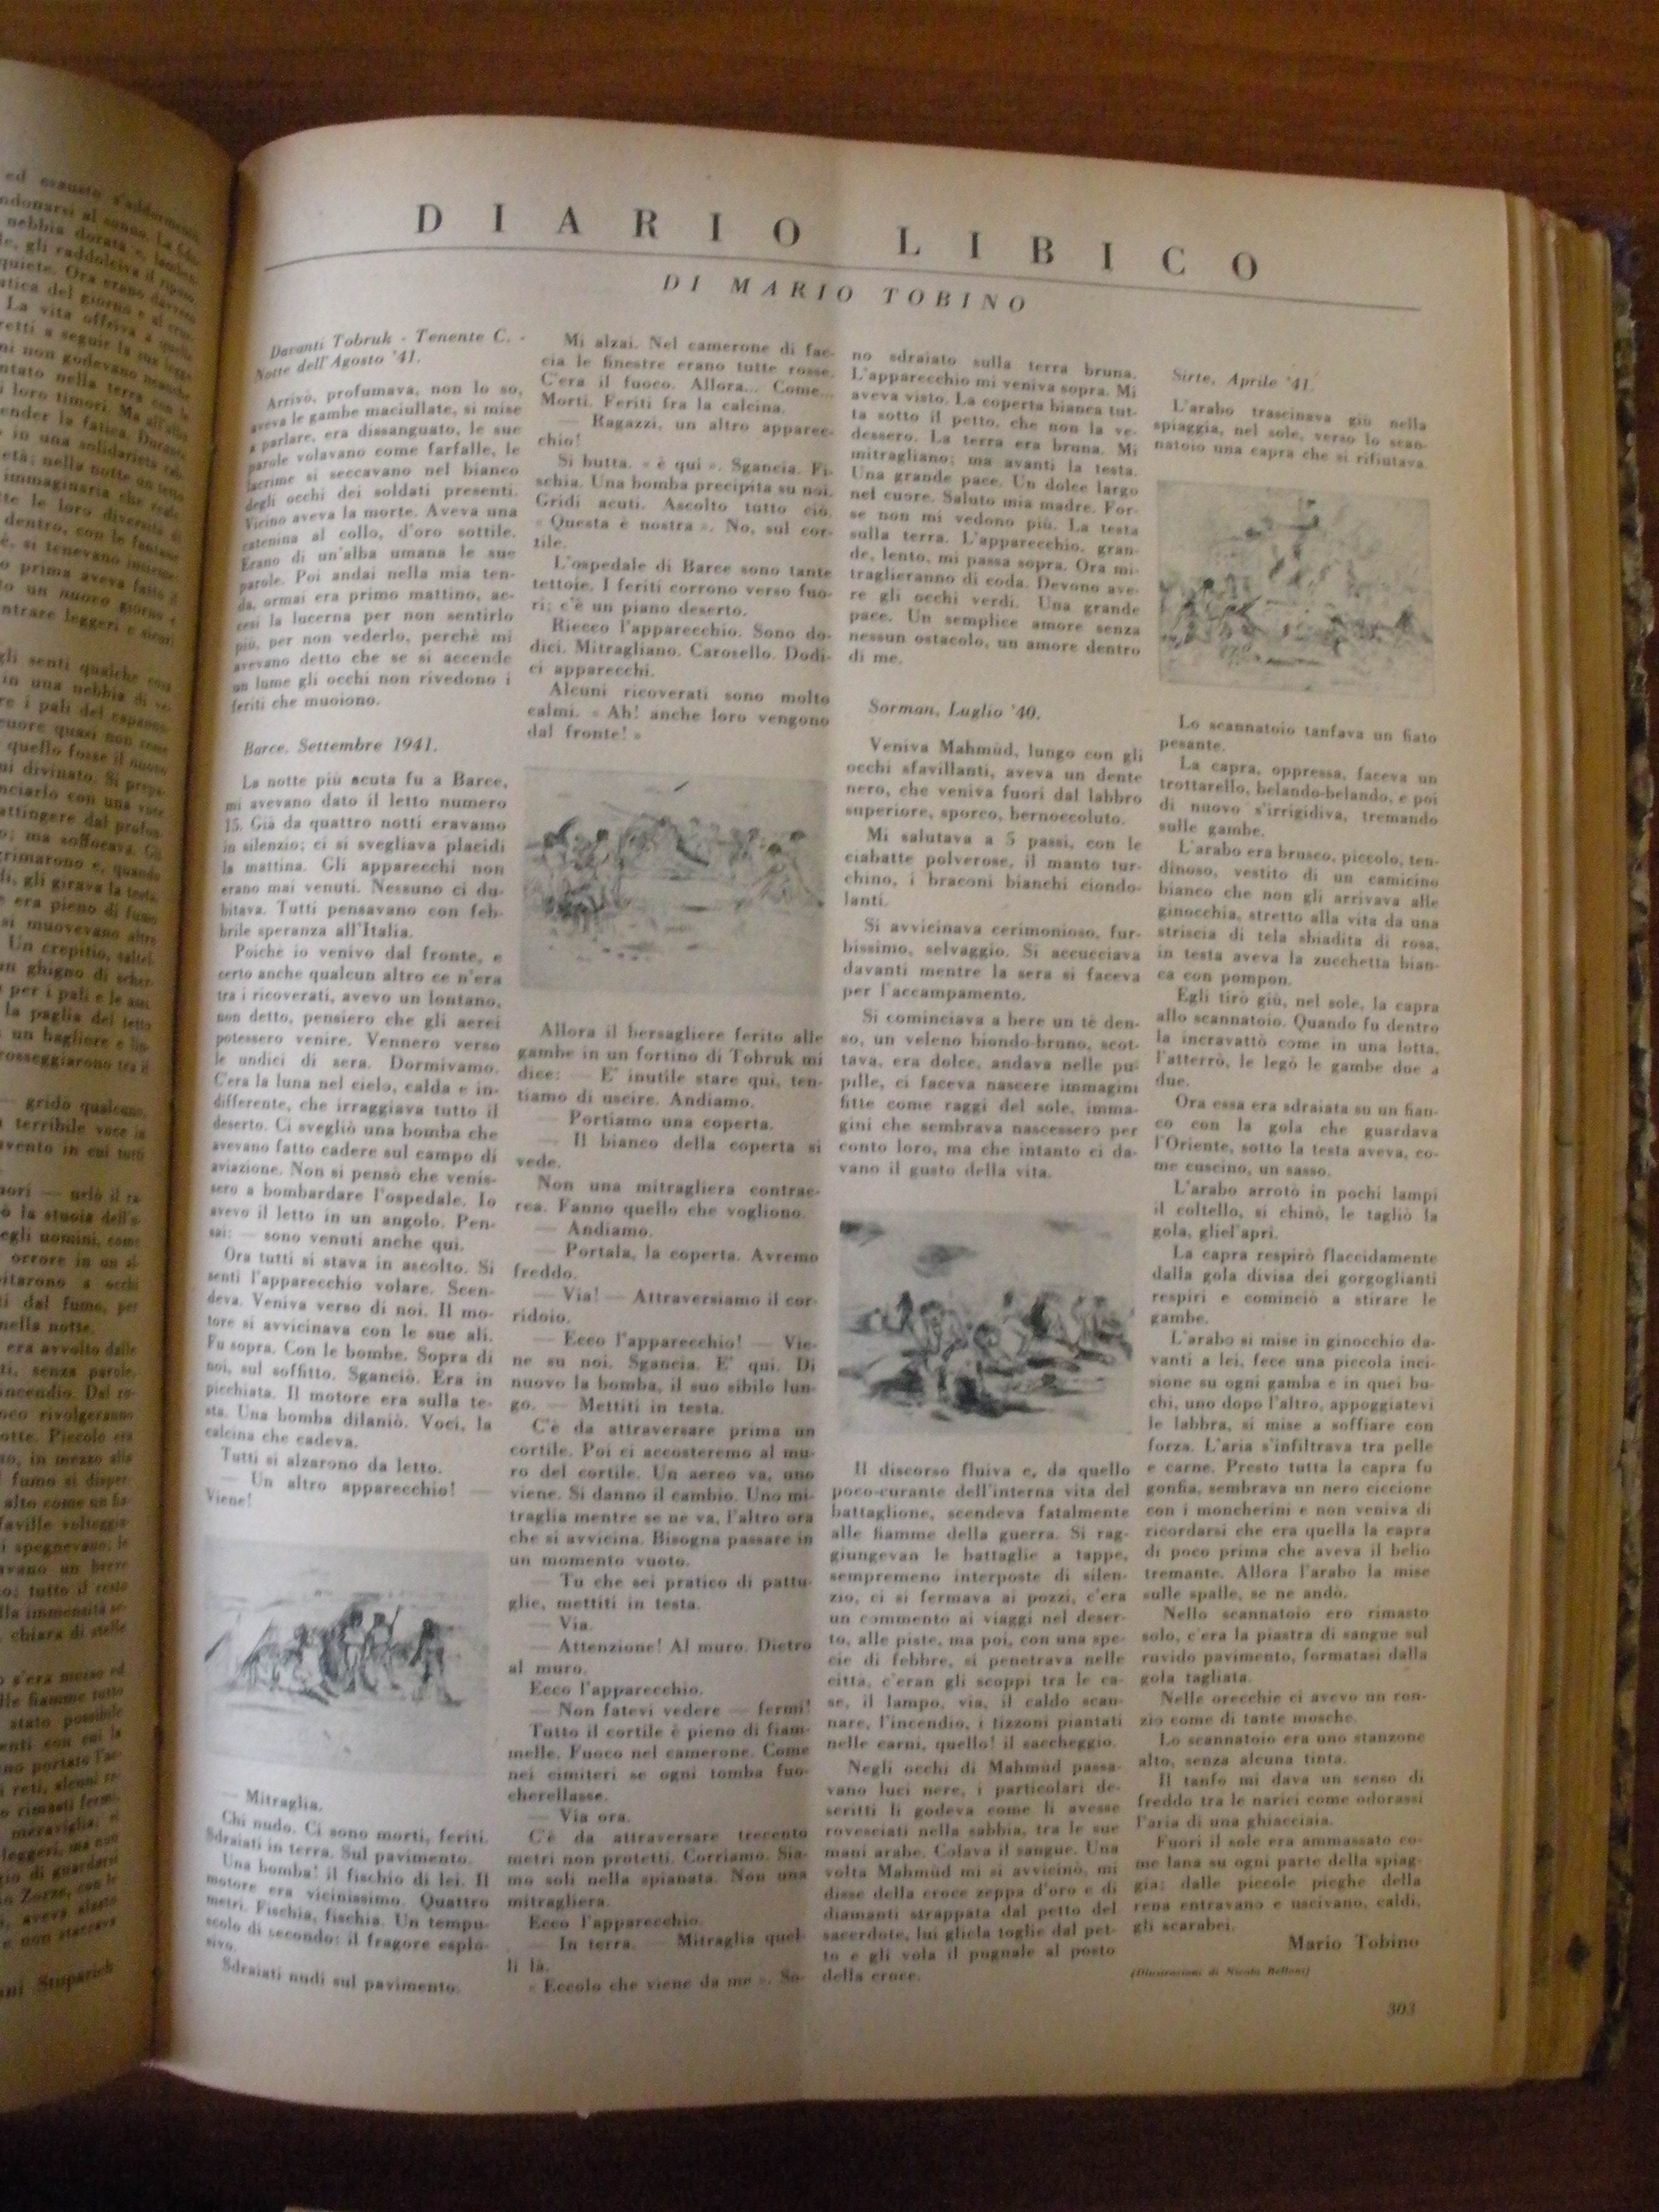 DIARIO LIBICO
DI MARIO TOBINO
Davanti Tobruk - Tenente C. -
Notte dell'Agosto '41.
Arrivò, profumava, non lo so,
aveva le gambe maciullate, si mise
a parlare, era dissanguato, le sue
parole volavano come farfalle, le
lacrime si seccavano nel bianco
degli occhi dei soldati presenti.
Vicino aveva la morte. Aveva una
catenina al collo, d'oro sottile.
Erano di un'alba umana le sue
parole. Poi andai nella mia ten-
da, ormai era primo mattino, ac-
cesi la lucerna per non sentirlo
più, per non vederlo, perchè mi
avevano detto che se si accende
un lume gli occhi non rivedono i
feriti che muoiono.
Barce. Settembre 1941.
La notte più acuta fu a Barce,
mi avevano dato il letto numero
15. Già da quattro notti eravamo
in silenzio; ci si svegliava placidi
la mattina. Gli apparecchi non
erano mai venuti. Nessuno ci du-
bitava. Tutti pensavano con feb-
brile speranza all'Italia.
Poichè io venivo dal fronte, e
certo anche qualcun altro ce n'era
tra i ricoverati, avevo un lontano,
non detto, pensiero che gli aerei
potessero venire. Vennero verso
le undici di sera. Dormivamo.
C'era la luna nel cielo, calda e in-
differente, che irraggiava tutto il
deserto. Ci svegliò una bomba che
avevano fatto cadere sul campo di
aviazione. Non si pensò che venis-
sero a bombardare l'ospedale. Io
avevo il letto in un angolo. Pen-
sai: — sono venuti anche qui.
Ora tutti si stava in ascolto. Si
sentì l'apparecchio volare. Scen-
deva. Veniva verso di noi. Il mo-
tore si avvicinava con le sue ali.
Fu sopra. Con le bombe. Sopra di
noi, sul soffitto. Sganciò. Era in
picchiata. Il motore era sulla te-
sta. Una bomba dilaniò. Voci, la
calcina che cadeva.
Tutti si alzarono da letto.
— Un altro apparecchio! —
Viene!
— Mitraglia.
Chi nudo. Ci sono morti, feriti.
Sdraiati in terra. Sul pavimento.
Una bomba! il fischio di lei. Il
motore era vicinissimo. Quattro
metri. Fischia, fischia. Un tempu-
scolo di secondo: il fragore esplo-
sivo.
Sdraiati nudi sul pavimento.
Mi alzai. Nel camerone di fac-
cia le finestre erano tutte rosse.
C'era il fuoco. Allora... Come...
Morti. Feriti fra la calcina.
— Ragazzi, un altro apparec-
chio!
Si butta. « è qui ». Sgancia. Fi-
schia. Una bomba precipita su noi.
Gridi acuti. Ascolto tutto ciò.
« Questa è nostra ». No, sul cor-
tile.
L'ospedale di Barce sono tante
tettoie. I feriti corrono verso fuo-
ri; c'è un piano deserto.
Riecco l'apparecchio. Sono do-
dici. Mitragliano. Carosello. Dodi-
ci apparecchi.
Alcuni ricoverati sono molto
calmi. « Ah! anche loro vengono
dal fronte! »
Allora il bersagliere ferito alle
gambe in un fortino di Tobruk mi
dice: — E' inutile stare qui, ten-
tiamo di uscire. Andiamo.
— Portiamo una coperta.
— Il bianco della coperta si
vede.
Non una mitragliera contrae-
rea. Fanno quello che vogliono.
— Andiamo.
— Portala, la coperta. Avremo
freddo.
— Via! — Attraversiamo il cor-
ridoio.
— Ecco l'apparecchio! — Vie-
ne su noi. Sgancia. E' qui. Di
nuovo la bomba, il suo sibilo lun-
go. — Mettiti in testa.
C'è da attraversare prima un
cortile. Poi ci accosteremo al mu-
ro del cortile. Un aereo va, uno
viene. Si danno il cambio. Uno mi-
traglia mentre se ne va, l'altro ora
che si avvicina. Bisogna passare in
un momento vuoto.
— Tu che sei pratico di pattu-
glie, mettiti in testa.
— Via.
— Attenzione! Al muro. Dietro
al muro.
Ecco l'apparecchio.
— Non fatevi vedere — fermi!
Tutto il cortile è pieno di fiam-
melle. Fuoco nel camerone. Come
nei cimiteri se ogni tomba fuo-
cherellasse.
— Via ora.
C'è da attraversare trecento
metri non protetti. Corriamo. Sia-
mo soli nella spianata. Non una
mitragliera.
Ecco l'apparecchio.
— In terra. — Mitraglia quel-
li là.
« Eccolo che viene da me ». So-
no sdraiato sulla terra bruna.
L'apparecchio mi veniva sopra. Mi
aveva visto. La coperta bianca tut-
ta sotto il petto, che non la ve-
dessero. La terra era bruna. Mi
mitragliano; ma avanti la testa.
Una grande pace. Un dolce largo
nel cuore. Saluto mia madre. For-
se non mi vedono più. La testa
sulla terra. L'apparecchio, gran-
de, lento, mi passa sopra. Ora mi-
traglieranno di coda. Devono ave-
re gli occhi verdi. Una grande
pace. Un semplice amore senza
nessun ostacolo, un amore dentro
di me.
Sorman, Luglio '40.
Veniva Mahmùd, lungo con gli
occhi sfavillanti, aveva un dente
nero, che veniva fuori dal labbro
superiore, sporco, bernoccoluto.
Mi salutava a 5 passi, con le
ciabatte polverose, il manto tur-
chino, i braconi bianchi ciondo-
lanti.
Si avvicinava cerimonioso, fur-
bissimo, selvaggio. Si accucciava
davanti mentre la sera si faceva
per l'accampamento.
Si cominciava a bere un tè den-
so, un veleno biondo-bruno, scot-
tava, era dolce, andava nelle pu-
pille, ci faceva nascere immagini
fitte come raggi del sole, imma-
gini che sembrava nascessero per
conto loro, ma che intanto ci da-
vano il gusto della vita.
Il discorso fluiva e, da quello
poco-curante dell'interna vita del
battaglione, scendeva fatalmente
alle fiamme della guerra. Si rag-
giungevan le battaglie a tappe,
sempremeno interposte di silen-
zio, ci si fermava ai pozzi, c'era
un commento ai viaggi nel deser-
to, alle piste, ma poi, con una spe-
cie di febbre, si penetrava nelle
città, c'eran gli scoppi tra le ca-
se, il lampo, via, il caldo scan-
nare, l'incendio, i tizzoni piantati
nelle carni, quello! il saccheggio.
Negli occhi di Mahmùd passa-
vano luci nere, i particolari de-
scritti li godeva come li avesse
rovesciati nella sabbia, tra le sue
mani arabe. Colava il sangue. Una
volta Mahmùd mi si avvicinò, mi
disse della croce zeppa d'oro e di
diamanti strappata dal petto del
sacerdote, lui gliela toglie dal pet-
to e gli vola il pugnale al posto
della croce.
Sirte, Aprile '41.
L'arabo trascinava giù nella
spiaggia, nel sole, verso lo scan-
natoio una capra che si rifiutava.
Lo scannatoio tanfava un fiato
pesante.
La capra, oppressa, faceva un
trottarello, belando-belando, e poi
di nuovo s'irrigidiva, tremando
sulle gambe.
L'arabo era brusco, piccolo, ten-
dinoso, vestito di un camicino
bianco che non gli arrivava alle
ginocchia, stretto alla vita da una
striscia di tela sbiadita di rosa,
in testa aveva la zucchetta bian-
ca con pompon.
Egli tirò giù, nel sole, la capra
allo scannatoio. Quando fu dentro
la incravattò come in una lotta,
l'atterrò, le legò le gambe due a
due.
Ora essa era sdraiata su un fian-
co con la gola che guardava
l'Oriente, sotto la testa aveva, co-
me cuscino, un sasso.
L'arabo arrotò in pochi lampi
il coltello, si chinò, le tagliò la
gola, gliel'aprì.
La capra respirò flaccidamente
dalla gola divisa dei gorgoglianti
respiri e cominciò a stirare le
gambe.
L'arabo si mise in ginocchio da-
vanti a lei, fece una piccola inci-
sione su ogni gamba e in quei bu-
chi, uno dopo l'altro, appoggiatevi
le labbra, si mise a soffiare con
forza. L'aria s'infiltrava tra pelle
e carne. Presto tutta la capra fu
gonfia, sembrava un nero ciccione
con i moncherini e non veniva di
ricordarsi che era quella la capra
di poco prima che aveva il belio
tremante. Allora l'arabo la mise
sulle spalle, se ne andò.
Nello scannatoio ero rimasto
solo, c'era la piastra di sangue sul
ruvido pavimento, formatasi dalla
gola tagliata.
Nelle orecchie ci avevo un ron-
zio come di tante mosche.
Lo scannatoio era uno stanzone
alto, senza alcuna tinta.
Il tanfo mi dava un senso di
freddo tra le narici come odorassi
l'aria di una ghiacciaia.
Fuori il sole era ammassato co-
me lana su ogni parte della spiag-
gia; dalle piccole pieghe della
rena entravano e uscivano, caldi,
gli scarabei.
Mario Tobino
(Illustrazioni di Nicola Bellomi)
303